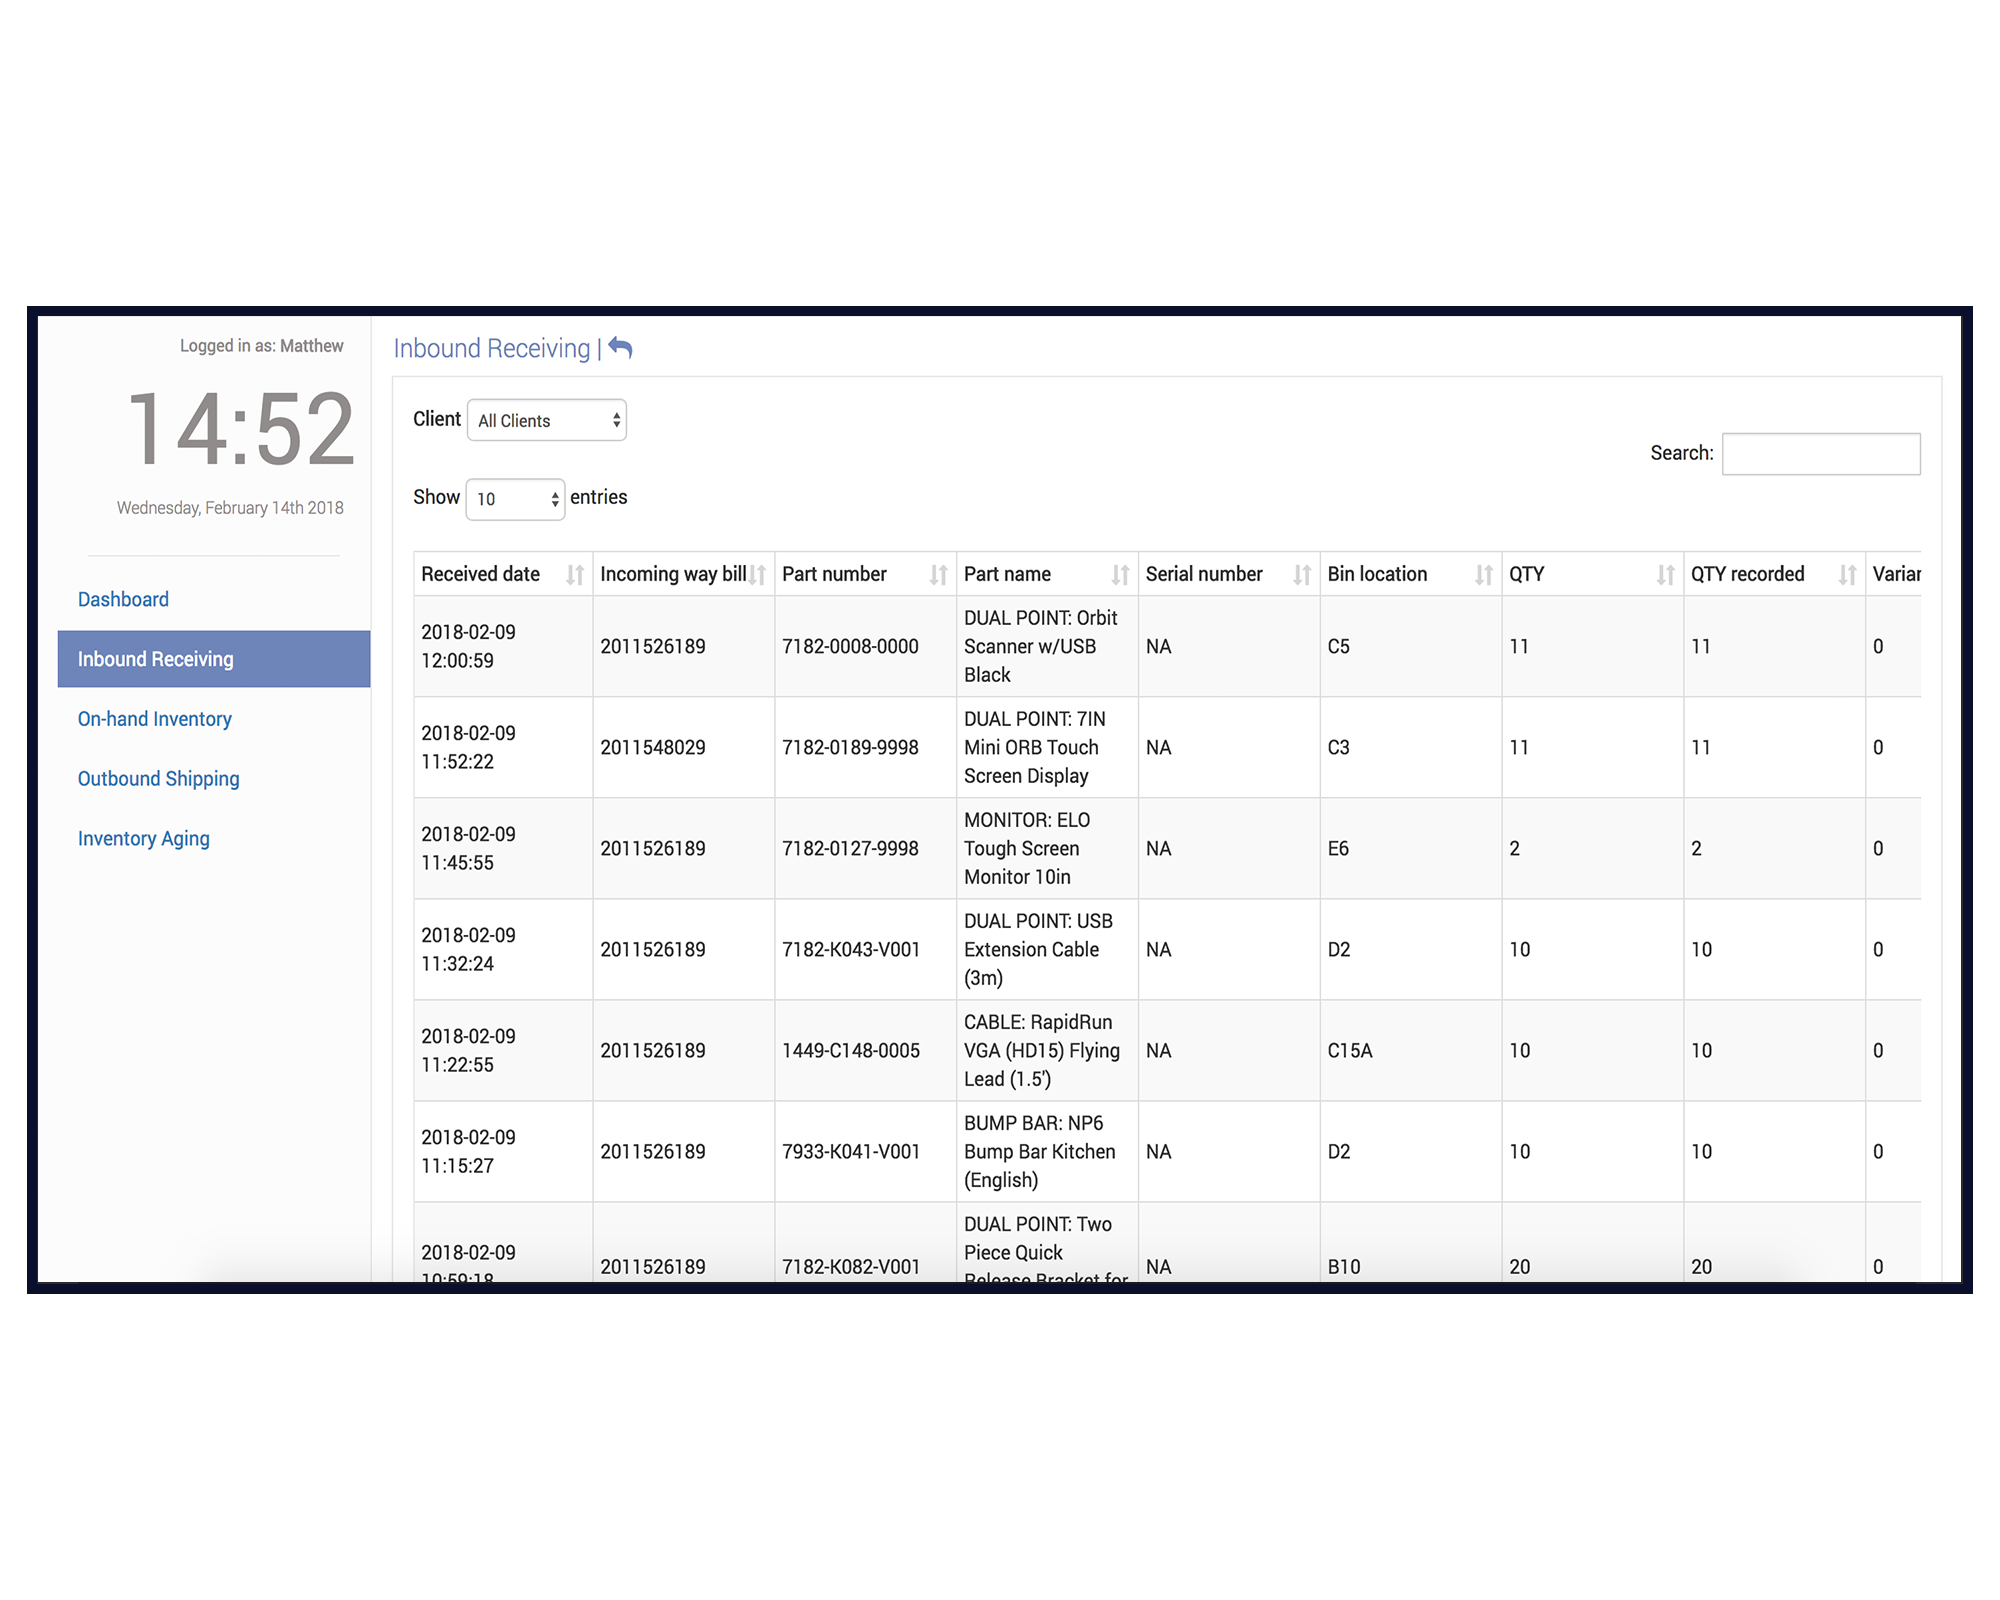 Logged in as: Matthew
14:52
Wednesday, February 14th 2018
Dashboard
Inbound Receiving
On-hand Inventory
Outbound Shipping
Inventory Aging
Inbound Receiving |
Client All Clients
Search:
Show 10 entries
Received date Incoming way bill Part number Part name Serial number Bin location QTY QTY recorded Varian
2018-02-09
12:00:59
2011526189
7182-0008-0000
DUAL POINT: Orbit
Scanner w/USB
Black
NA
C5
11
11
0
2018-02-09
11:52:22
2011548029
7182-0189-9998
DUAL POINT: 7IN
Mini ORB Touch
Screen Display
NA
C3
11
11
0
2018-02-09
11:45:55
2011526189
7182-0127-9998
MONITOR: ELO
Tough Screen
Monitor 10in
NA
E6
2
2
0
2018-02-09
11:32:24
2011526189
7182-K043-V001
DUAL POINT: USB
Extension Cable
(3m)
NA
D2
10
10
0
2018-02-09
11:22:55
2011526189
1449-C148-0005
CABLE: RapidRun
VGA (HD15) Flying
Lead (1.5')
NA
C15A
10
10
0
2018-02-09
11:15:27
2011526189
7933-K041-V001
BUMP BAR: NP6
Bump Bar Kitchen
(English)
NA
D2
10
10
0
2018-02-09
10:59:18
2011526189
7182-K082-V001
DUAL POINT: Two
Piece Quick
Release Bracket for
NA
B10
20
20
0